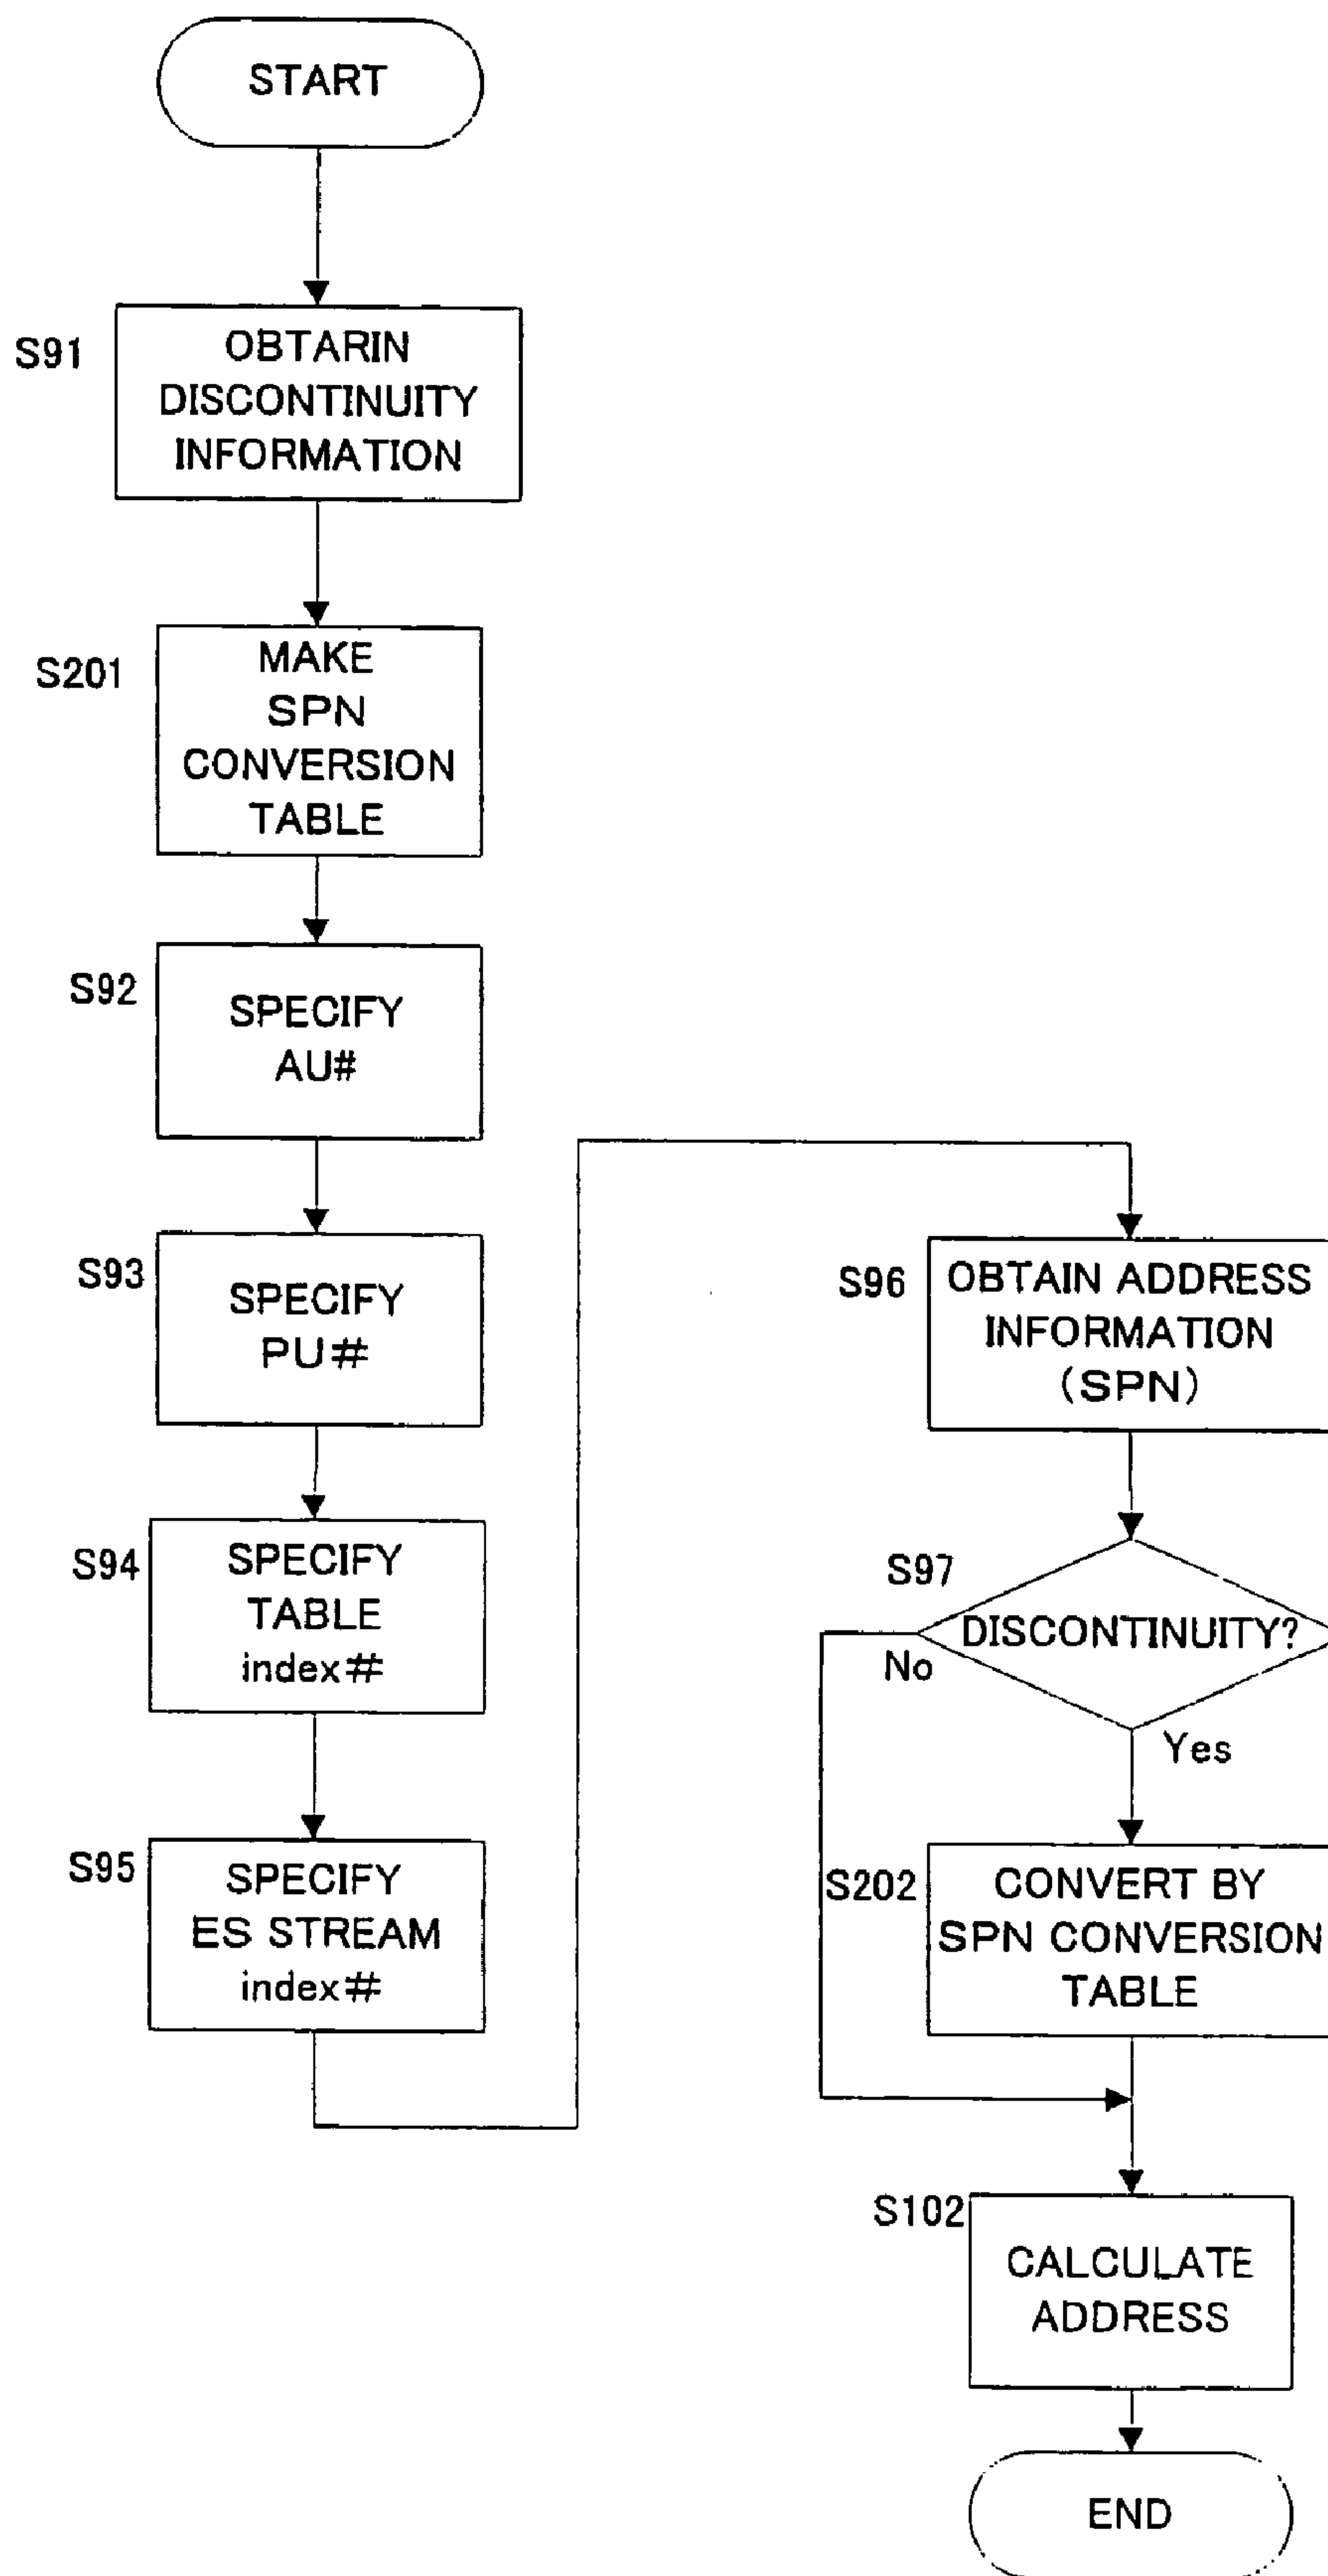 START
S91
OBTARIN
DISCONTINUITY
INFORMATION
S201
MAKE
SPN
CONVERSION
TABLE
S92
SPECIFY
AU#
S93
SPECIFY
PU#
S94
SPECIFY
TABLE
index#
S95
SPECIFY
ES STREAM
index#
S96
OBTAIN ADDRESS
INFORMATION
(SPN)
S97
DISCONTINUITY?
No
Yes
S202
CONVERT BY
SPN CONVERSION
TABLE
S102
CALCULATE
ADDRESS
END